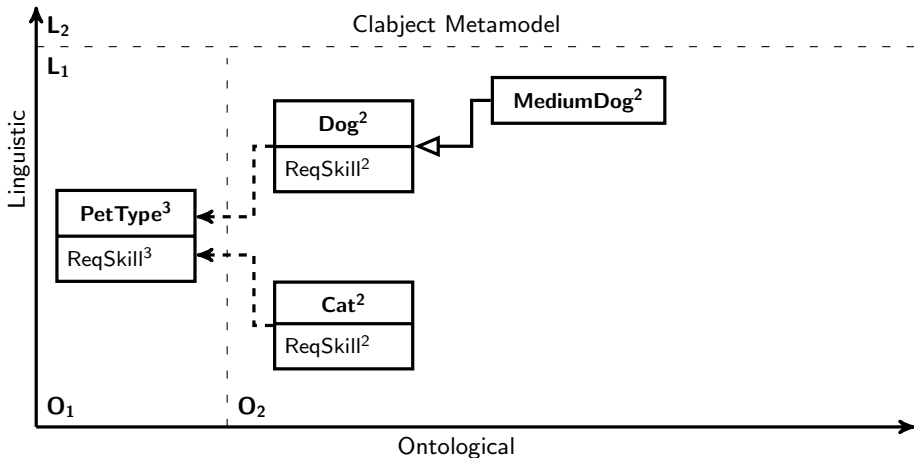 L₂
Clabject Metamodel
L₁
MediumDog²
Dog²
ReqSkill²
Linguistic
PetType³
ReqSkill³
Cat²
ReqSkill²
O₁
O₂
Ontological